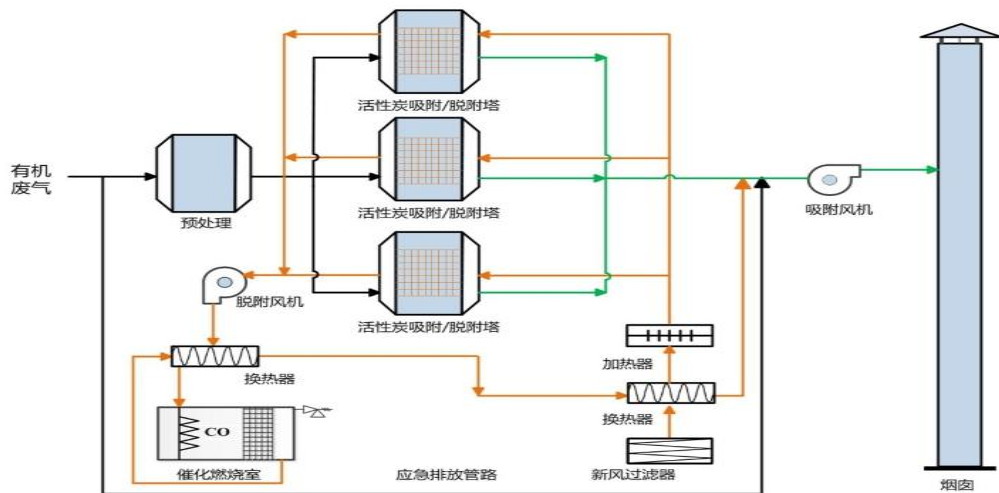 活性炭吸附/脱附塔
有机
废气
预处理
活性炭吸附/脱附塔
吸附风机
脱附风机
活性炭吸附/脱附塔
加热器
换热器
换热器
CO
催化燃烧室
应急排放管路
新风过滤器
烟囱